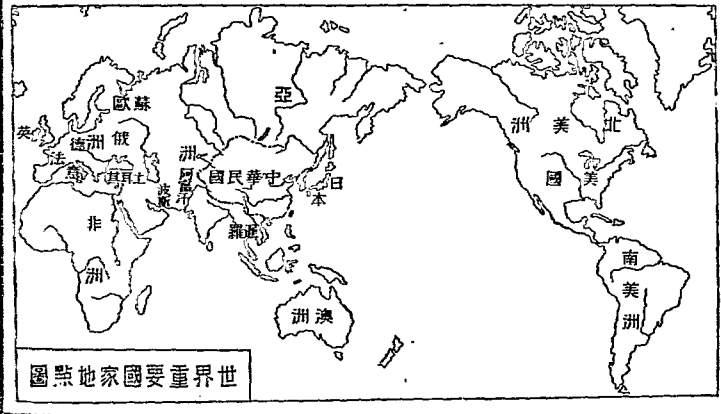 北美洲
亞洲
蘇俄
歐洲
英
德
法
意
土耳其
阿富汗
波斯
中華民國
日本
暹羅
美國
非洲
南美洲
澳洲
世界重要國家地點圖